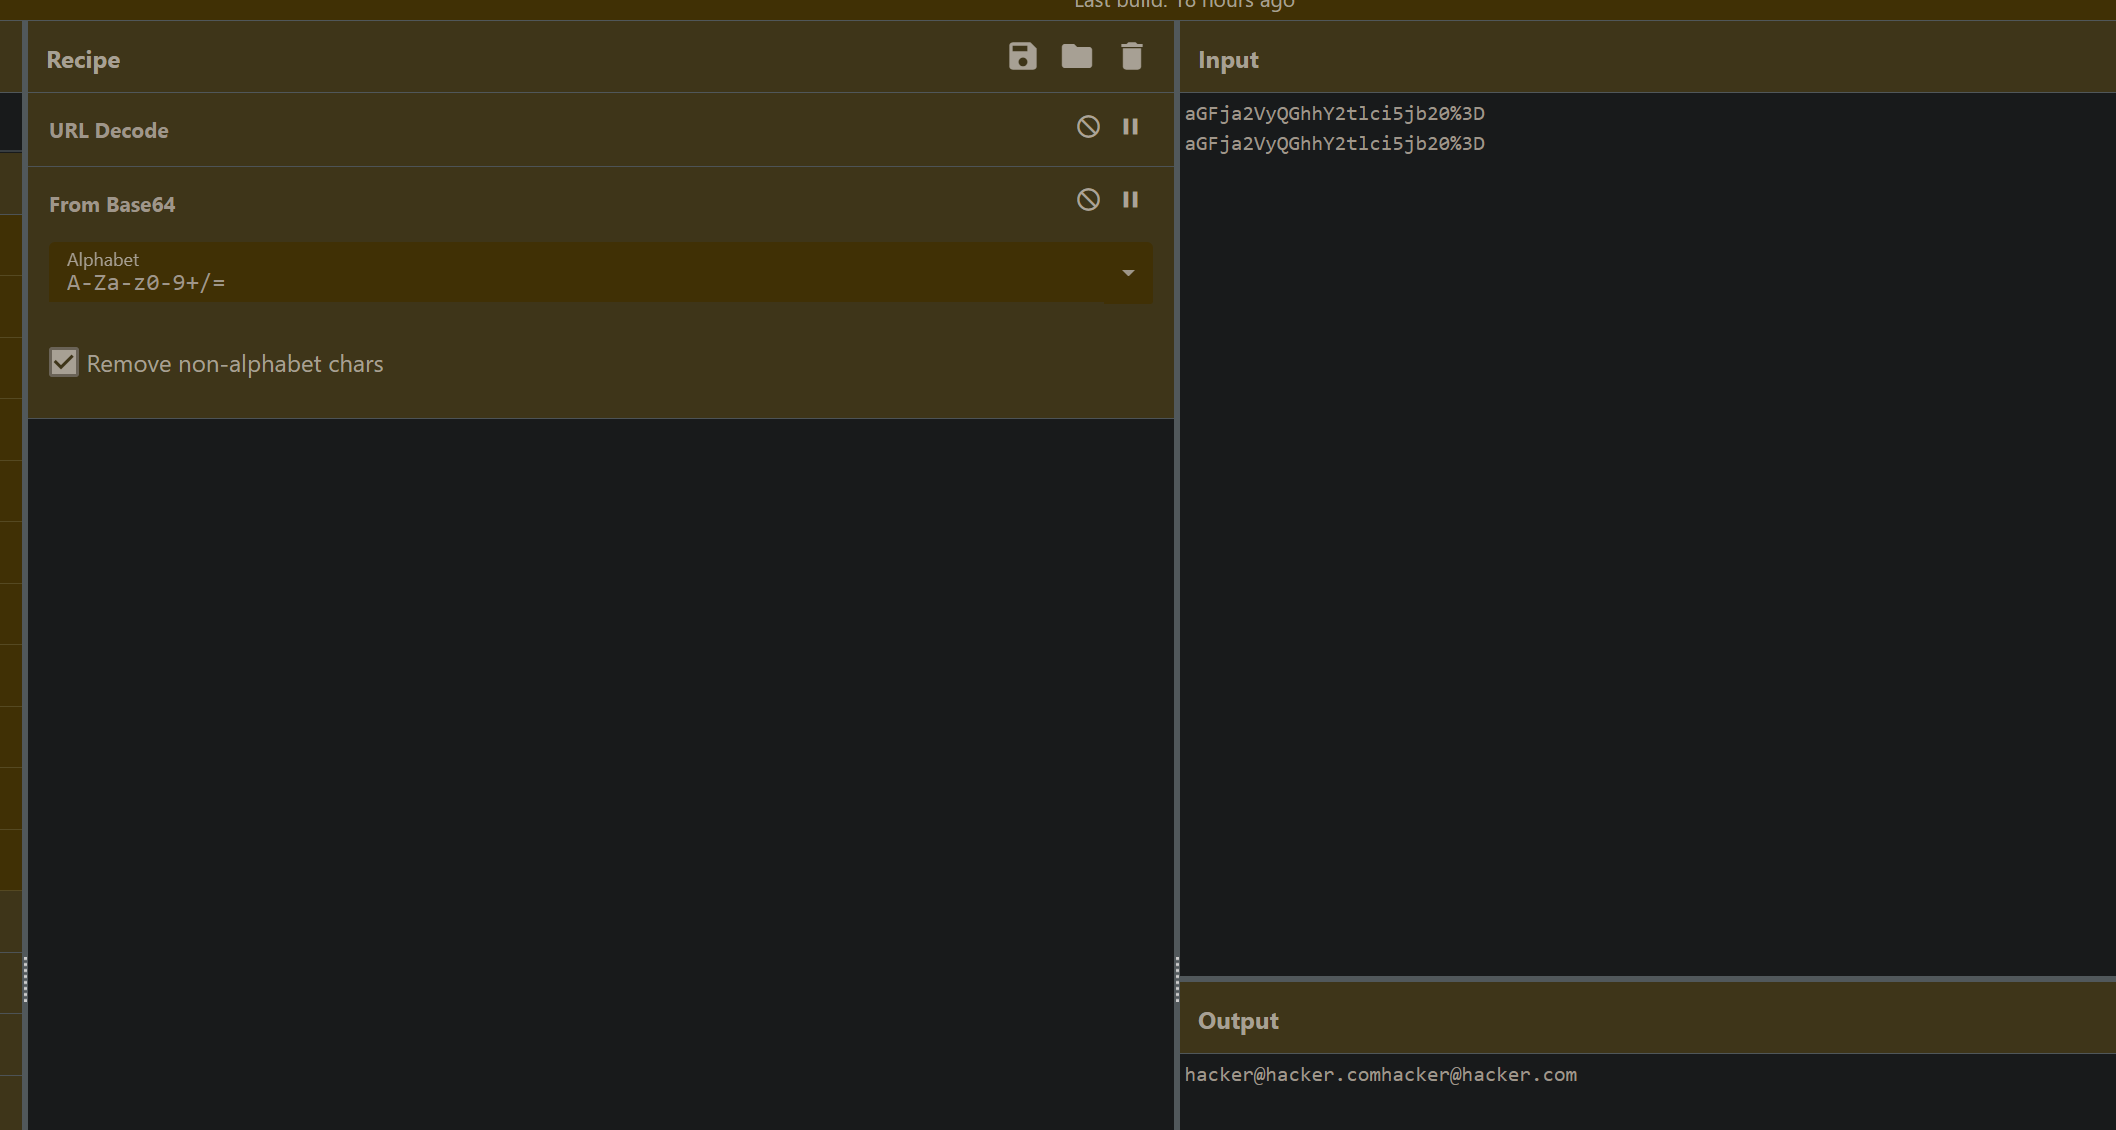 Last build: 18 hours ago
Recipe
URL Decode
From Base64
Alphabet
A-Za-z0-9+/=
Remove non-alphabet chars
Input
aGFja2VyQGhhY2tlci5jb20%3D
aGFja2VyQGhhY2tlci5jb20%3D
Output
hacker@hacker.comhacker@hacker.com